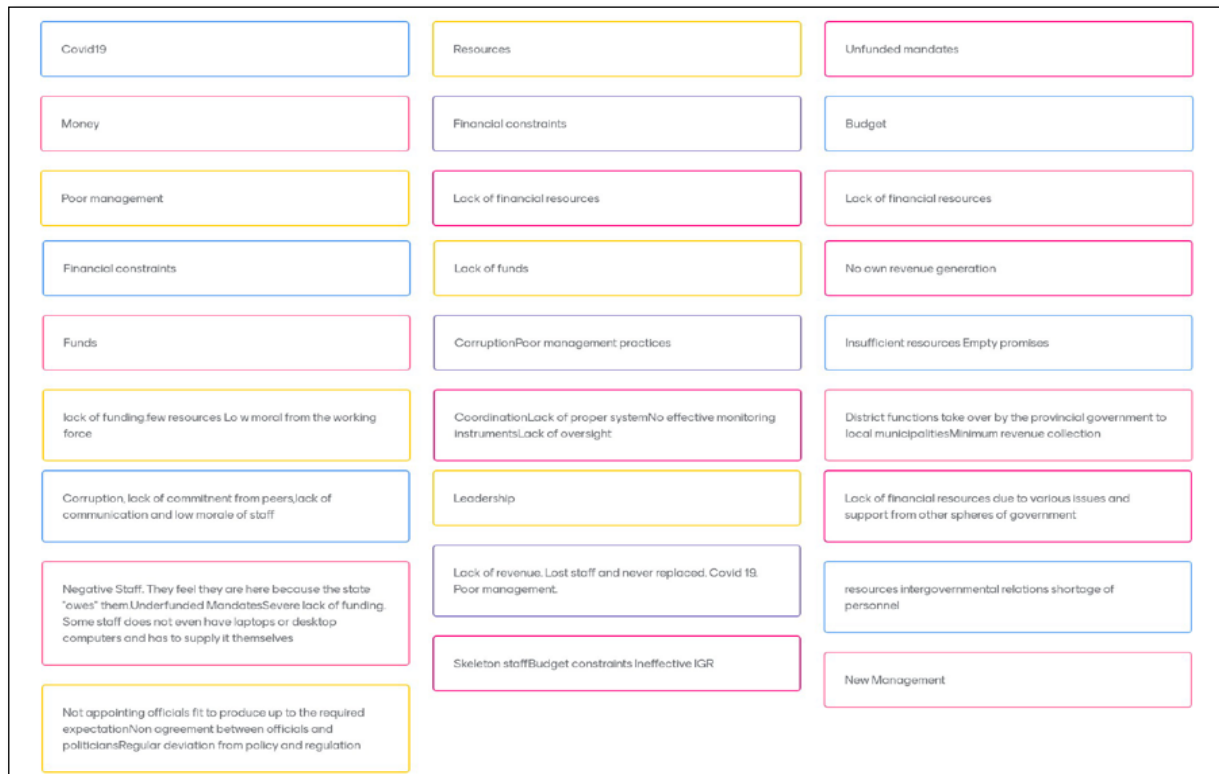 Covid19
Resources
Unfunded mandates
Money
Financial constraints
Budget
Poor management
Lack of financial resources
Lack of financial resources
Financial constraints
Lack of funds
No own revenue generation
Funds
CorruptionPoor management practices
Insufficient resources Empty promises
lack of funding.few resources Lo w moral from the working
force
CoordinationLack of proper systemNo effective monitoring
instrumentsLack of oversight
District functions take over by the provincial government to
local municipalitiesMinimum revenue collection
Corruption, lack of commitment from peers,lack of
communication and low morale of staff
Leadership
Lack of financial resources due to various issues and
support from other spheres of government
Negative Staff. They feel they are here because the state
"owes" them.Underfunded MandatesSevere lack of funding.
Some staff does not even have laptops or desktop
computers and has to supply it themselves
Lack of revenue. Lost staff and never replaced. Covid 19.
Poor management.
resources intergovernmental relations shortage of
personnel
Skeleton staffBudget constraints Ineffective IGR
New Management
Not appointing officials fit to produce up to the required
expectationNon agreement between officials and
politiciansRegular deviation from policy and regulation